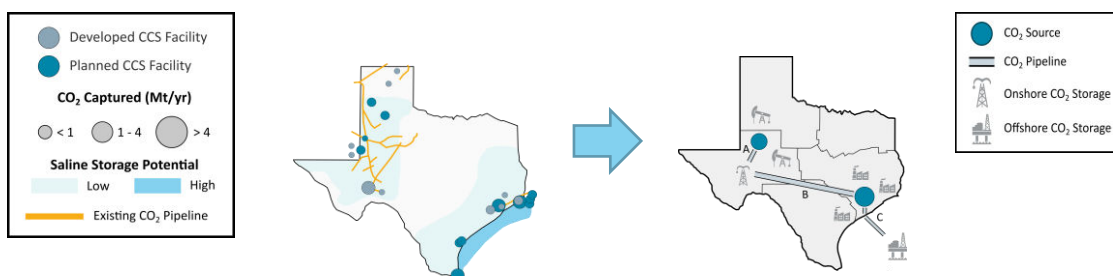 Developed CCS Facility
Planned CCS Facility
CO₂ Captured (Mt/yr)
< 1
1 - 4
> 4
Saline Storage Potential
Low
High
Existing CO₂ Pipeline
A
B
C
CO₂ Source
CO₂ Pipeline
Onshore CO₂ Storage
Offshore CO₂ Storage